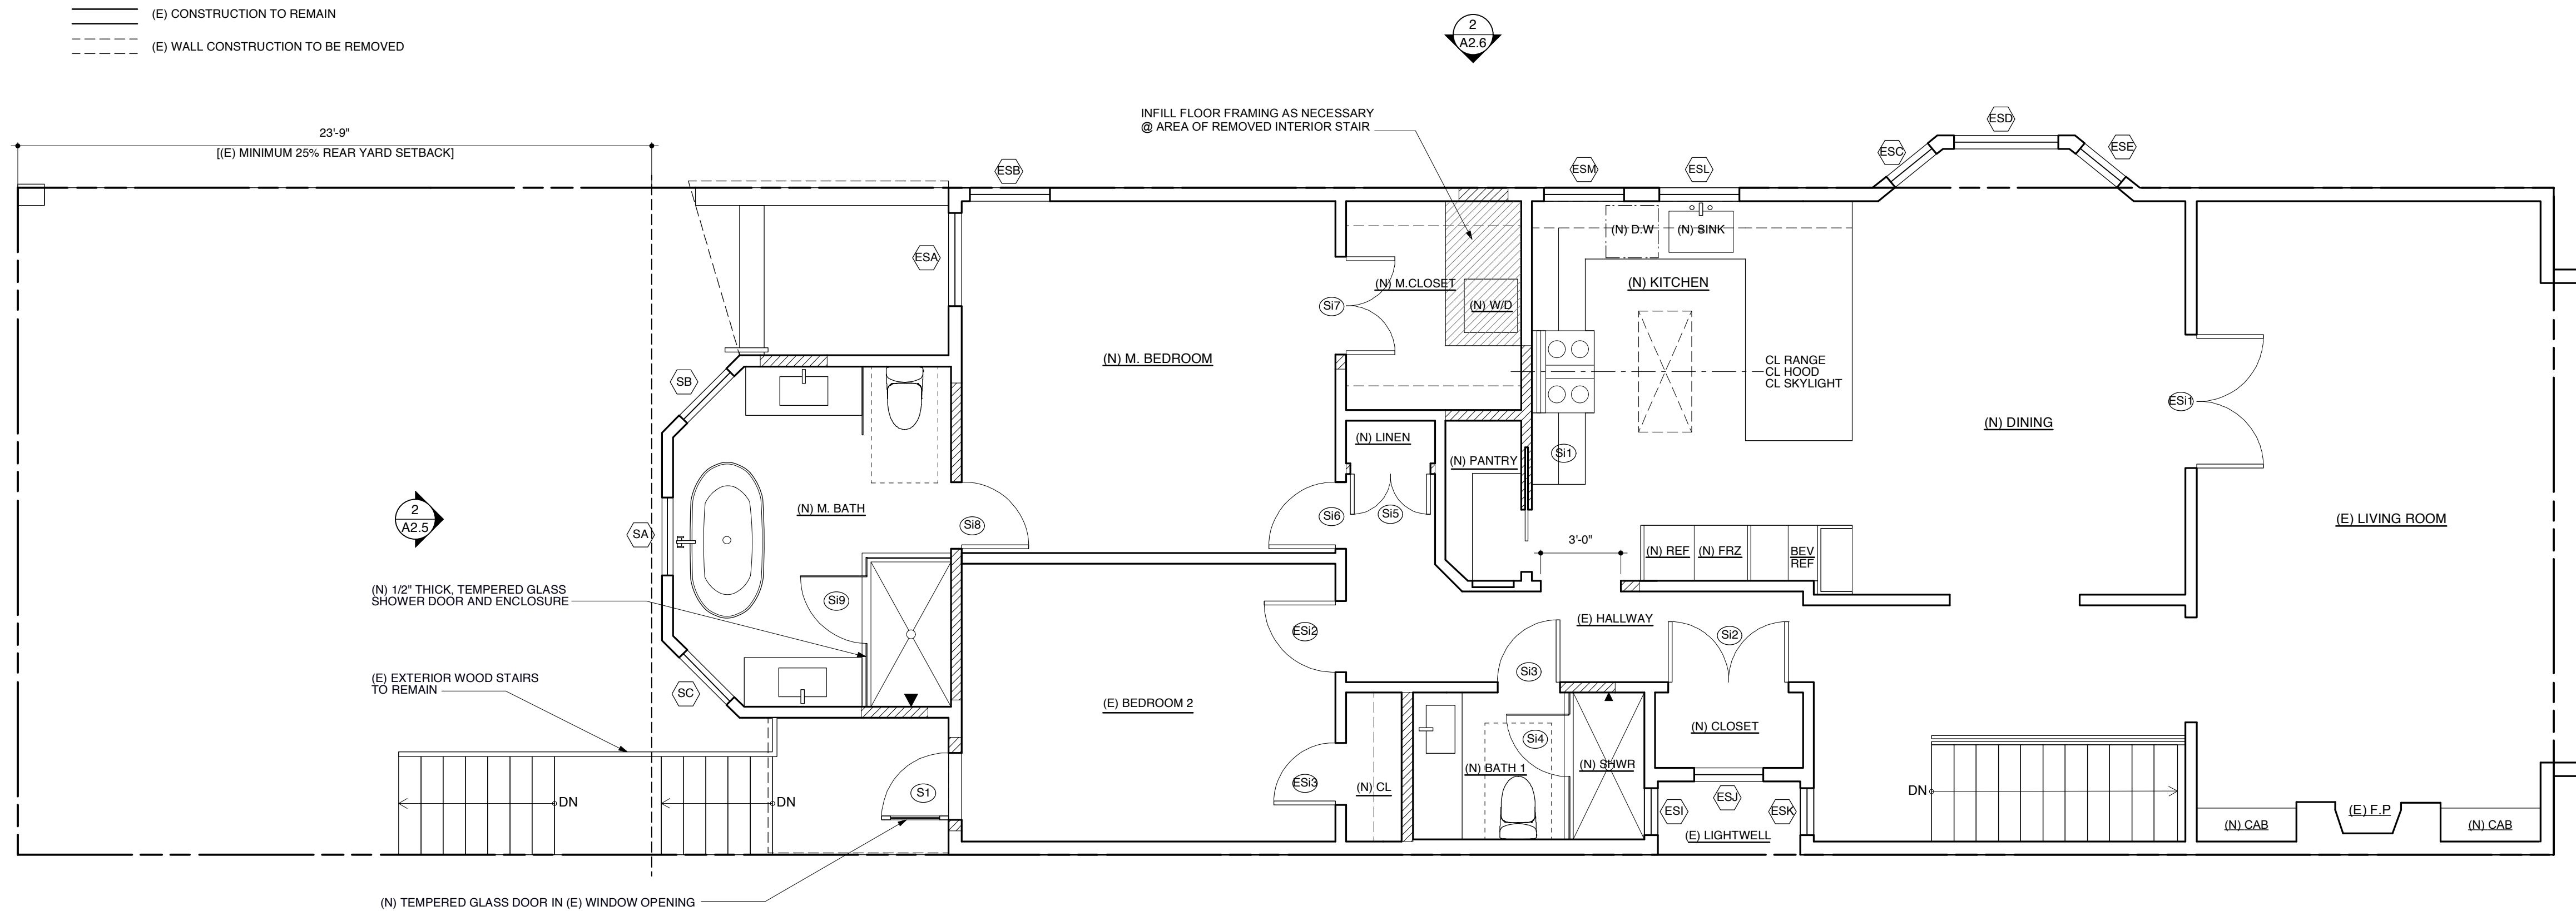 (E) CONSTRUCTION TO REMAIN
(E) WALL CONSTRUCTION TO BE REMOVED
2
A2.6
INFILL FLOOR FRAMING AS NECESSARY
@ AREA OF REMOVED INTERIOR STAIR
23'-9"
[(E) MINIMUM 25% REAR YARD SETBACK]
ESB
ESM
ESL
ESC
ESD
ESE
ESA
(N) D.W
(N) SINK
(N) M.CLOSET
(N) KITCHEN
Si7
(N) W/D
(N) M. BEDROOM
CL RANGE
CL HOOD
CL SKYLIGHT
SB
ESi1
(N) DINING
(N) LINEN
(N) PANTRY
Si1
2
A2.5
SA
(N) M. BATH
Si8
Si6
Si5
(E) LIVING ROOM
3'-0"
(N) REF
(N) FRZ
BEV
REF
(N) 1/2" THICK, TEMPERED GLASS
SHOWER DOOR AND ENCLOSURE
Si9
ESi2
(E) HALLWAY
Si2
Si3
(E) EXTERIOR WOOD STAIRS
TO REMAIN
SC
(E) BEDROOM 2
(N) CLOSET
Si4
(N) BATH 1
(N) SHWR
DN
DN
S1
ESi3
(N) CL
ESI
ESJ
ESK
(E) LIGHTWELL
DN
(N) CAB
(E) F.P
(N) CAB
(N) TEMPERED GLASS DOOR IN (E) WINDOW OPENING